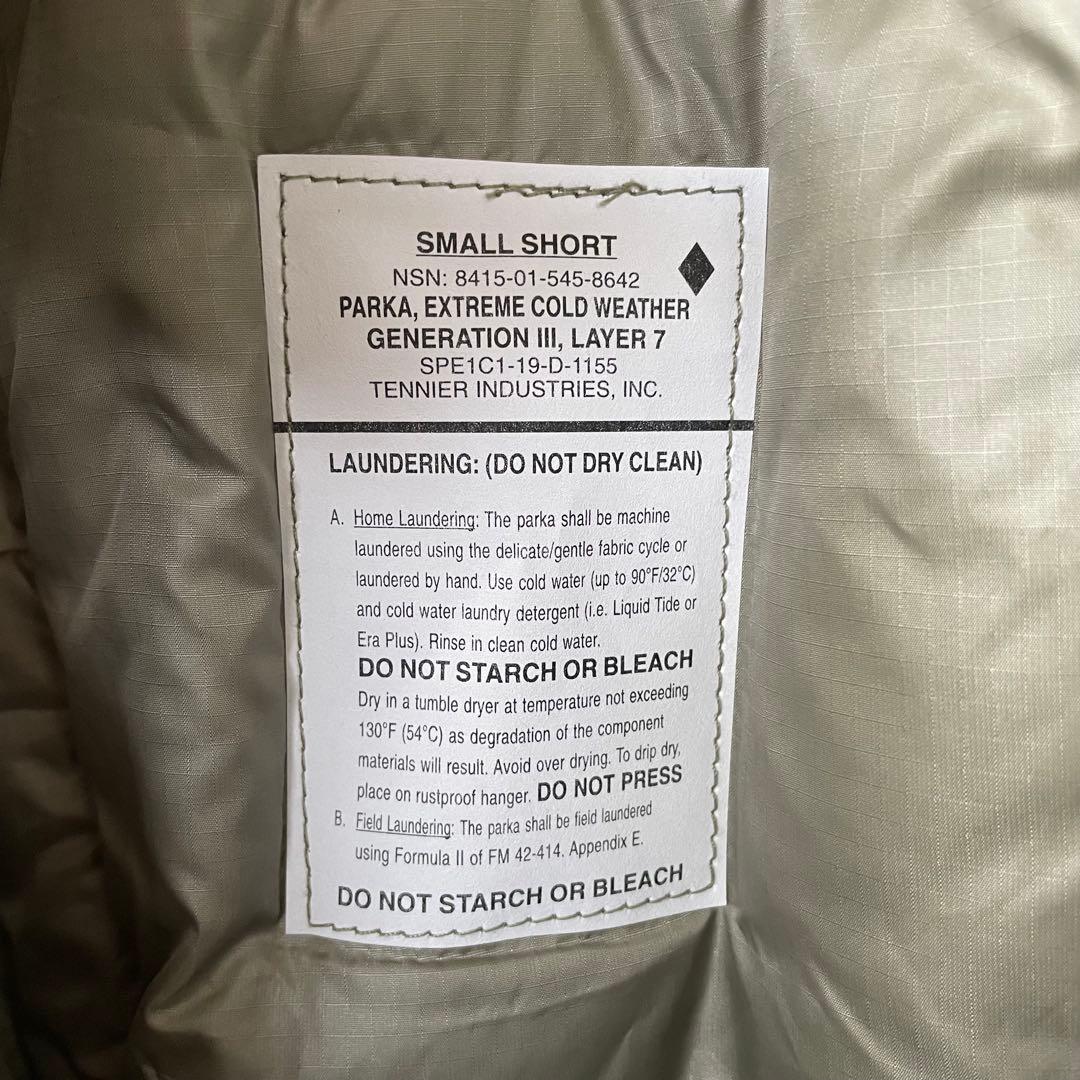 SMALL SHORT
NSN: 8415-01-545-8642
PARKA, EXTREME COLD WEATHER
GENERATION III, LAYER 7
SPE1C1-19-D-1155
TENNIER INDUSTRIES, INC.
LAUNDERING: (DO NOT DRY CLEAN)
A. Home Laundering: The parka shall be machine
laundered using the delicate/gentle fabric cycle or
laundered by hand. Use cold water (up to 90°F/32°C)
and cold water laundry detergent (i.e. Liquid Tide or
Era Plus). Rinse in clean cold water.
DO NOT STARCH OR BLEACH
Dry in a tumble dryer at temperature not exceeding
130°F (54°C) as degradation of the component
materials will result. Avoid over drying. To drip dry,
place on rustproof hanger. DO NOT PRESS
B. Field Laundering: The parka shall be field laundered
using Formula II of FM 42-414. Appendix E.
DO NOT STARCH OR BLEACH